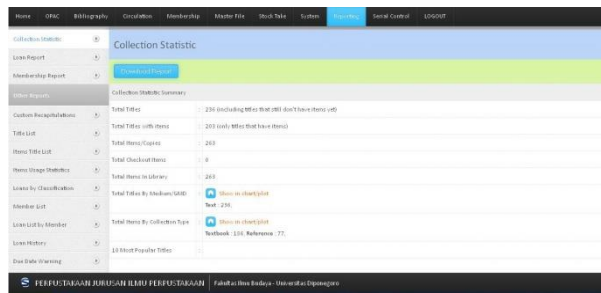 Home OPAC Bibliography Circulation Membership Master File Stock Take System Reporting Serial Control LOGOUT
Collection Statistic
Loan Report
Membership Report
Other Reports
Custom Recapitulations
Title List
Items Title List
Items Usage Statistics
Loans by Classification
Member List
Loan List by Member
Loan History
Due Date Warning
Collection Statistic
Download Report
Collection Statistic Summary
Total Titles : 236 (including titles that still don't have items yet)
Total Titles with items : 203 (only titles that have items)
Total Items/Copies :
Total Checkout Items : 0
Total Items In Library :
Total Titles By Medium/GMD : Show in chart/plot
Text : 236,
Total Items By Collection Type : Show in chart/plot
Textbook : Reference : 77,
10 Most Popular Titles :
PERPUSTAKAAN JURUSAN ILMU PERPUSTAKAAN Fakultas Ilmu Budaya - Universitas Diponegoro